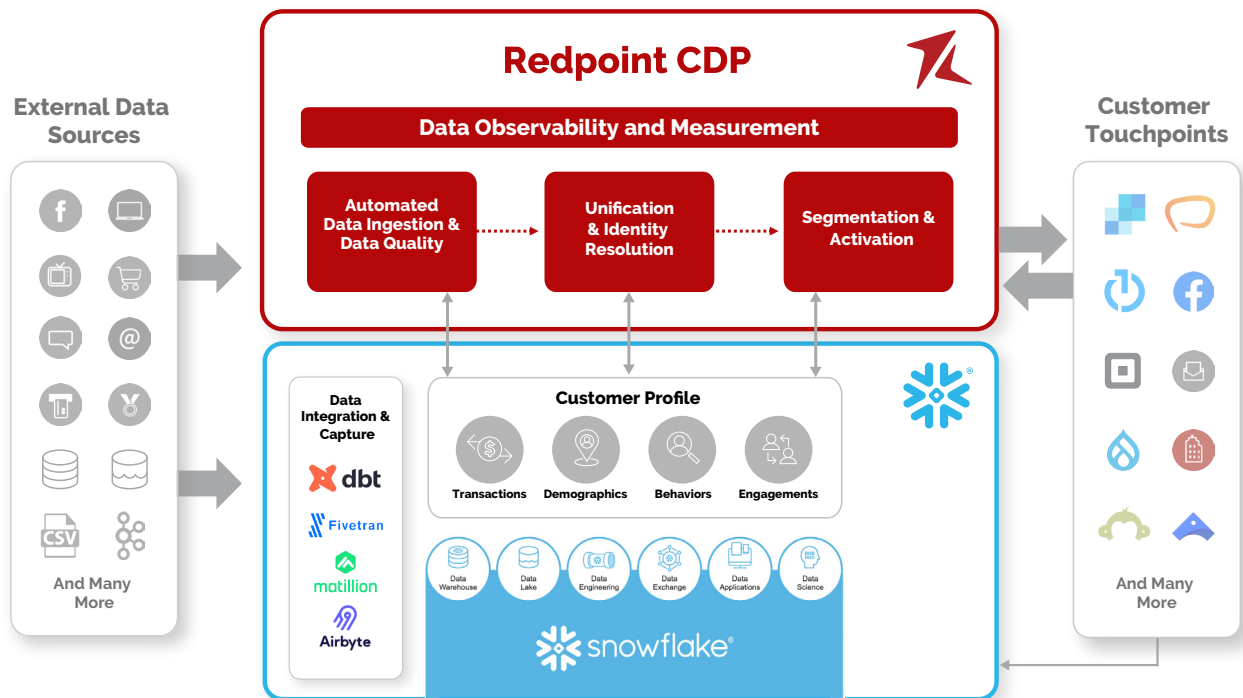 Redpoint CDP
Data Observability and Measurement
Automated
Data Ingestion &
Data Quality
Unification
& Identity
Resolution
Segmentation &
Activation
External Data
Sources
f
@
CSV
And Many
More
Customer
Touchpoints
f
And Many
More
Data
Integration &
Capture
dbt
Fivetran
matillion
Airbyte
Customer Profile
$
Transactions
Demographics
Behaviors
Engagements
Data
Warehouse
Data
Lake
Data
Engineering
Data
Exchange
Data
Applications
Data
Science
snowflake®
®